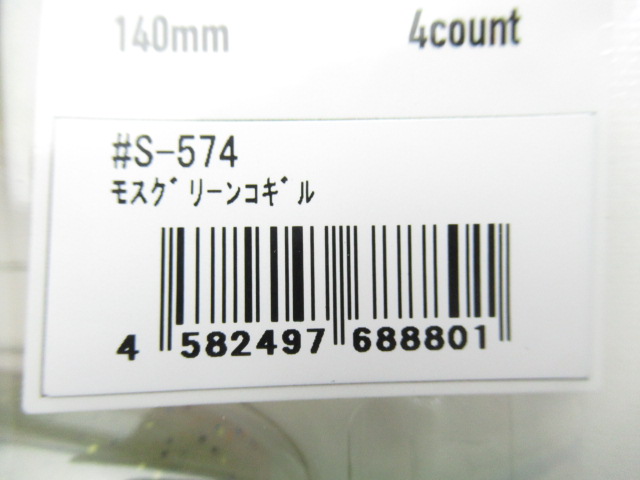 140mm 4count
#S-574
ﾓｽｸﾞﾘｰﾝｺｷﾞﾙ
4 582497 688801